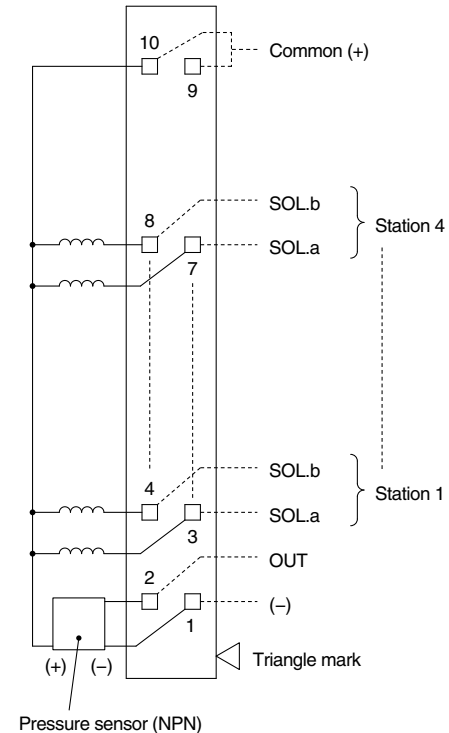 10
Common (+)
9
SOL.b
8
Station 4
SOL.a
7
SOL.b
4
Station 1
SOL.a
3
OUT
2
(−)
1
Triangle mark
(+) (−)
Pressure sensor (NPN)